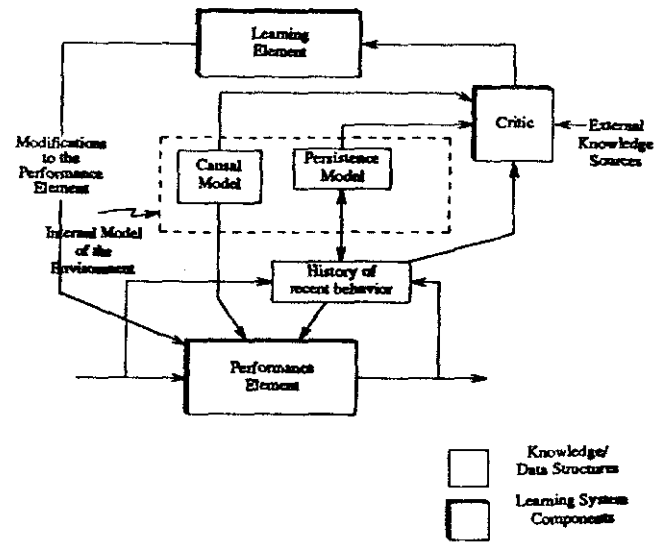 Learning
Element
Critic
External
Knowledge
Sources
Modifications
to the
Performance
Element
Causal
Model
Persistence
Model
Internal Model
of the
Environment
History of
recent behavior
Performance
Element
Knowledge/
Data Structures
Learning System
Components